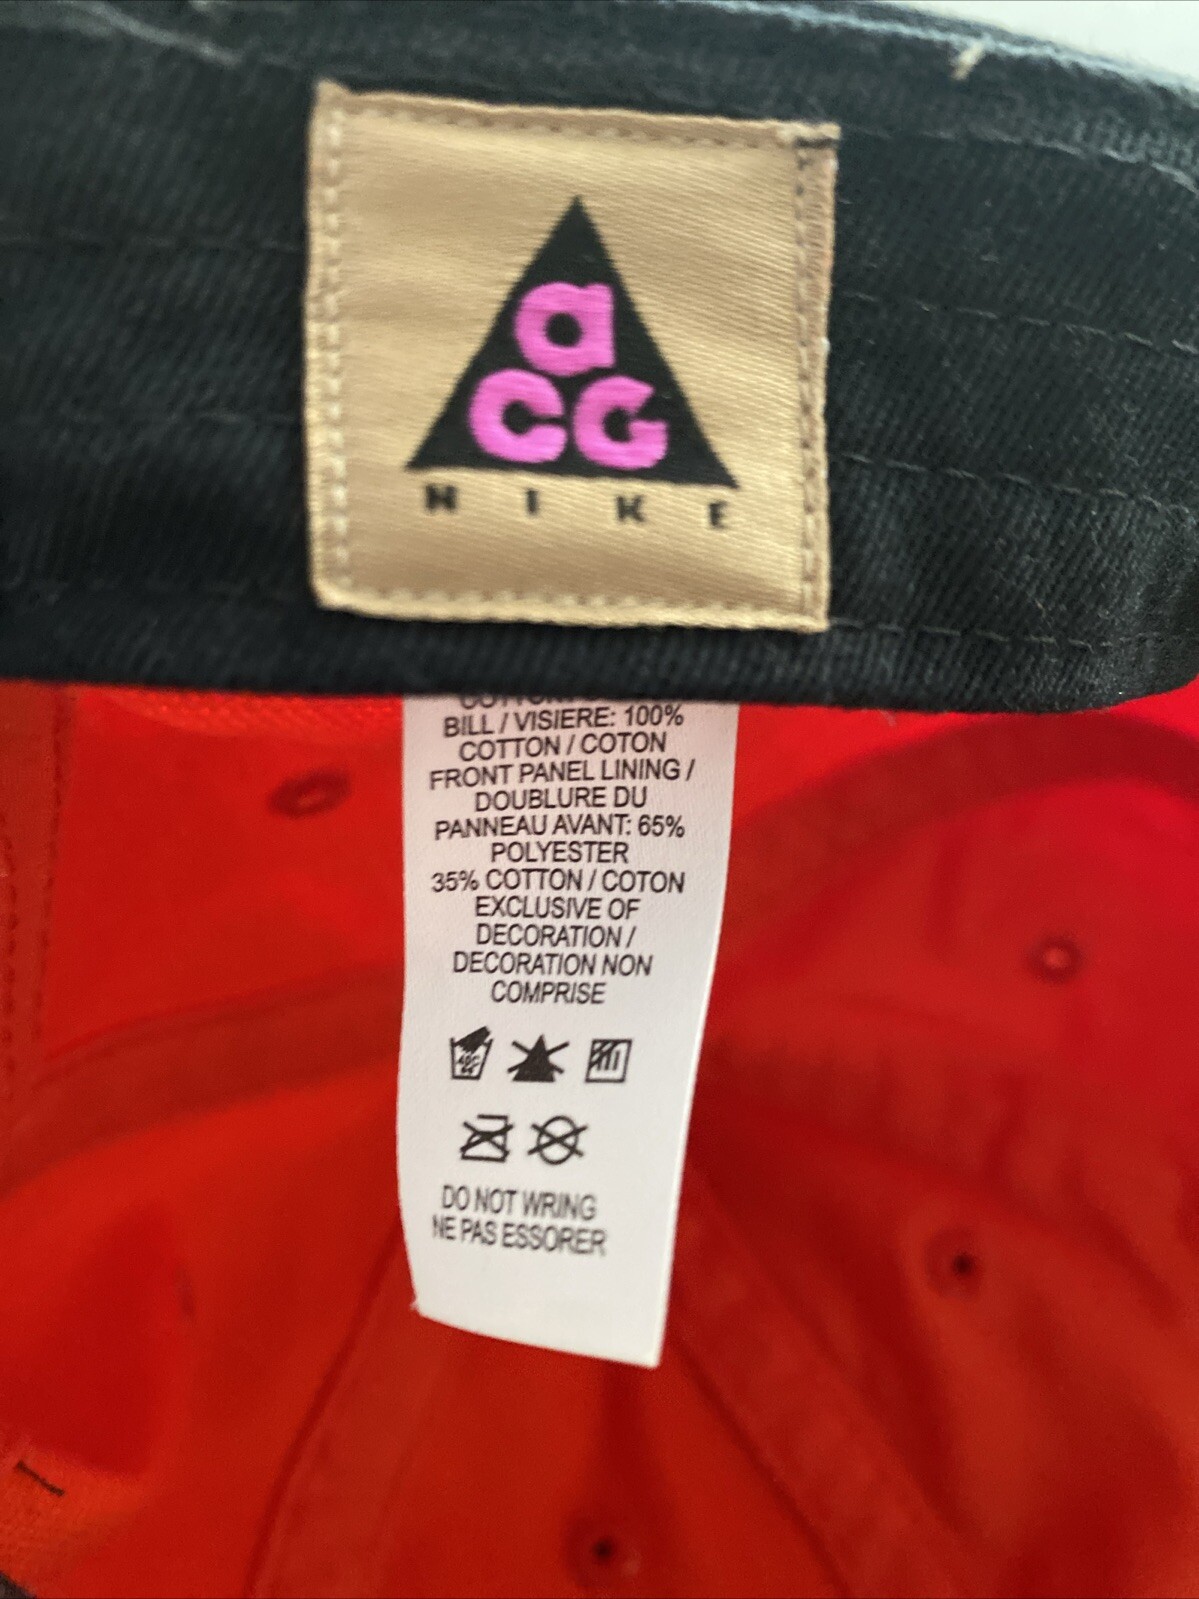 a
CG
NIKE
BILL / VISIERE: 100%
COTTON / COTON
FRONT PANEL LINING /
DOUBLURE DU
PANNEAU AVANT: 65%
POLYESTER
35% COTTON / COTON
EXCLUSIVE OF
DECORATION /
DECORATION NON
COMPRISE
DO NOT WRING
NE PAS ESSORER